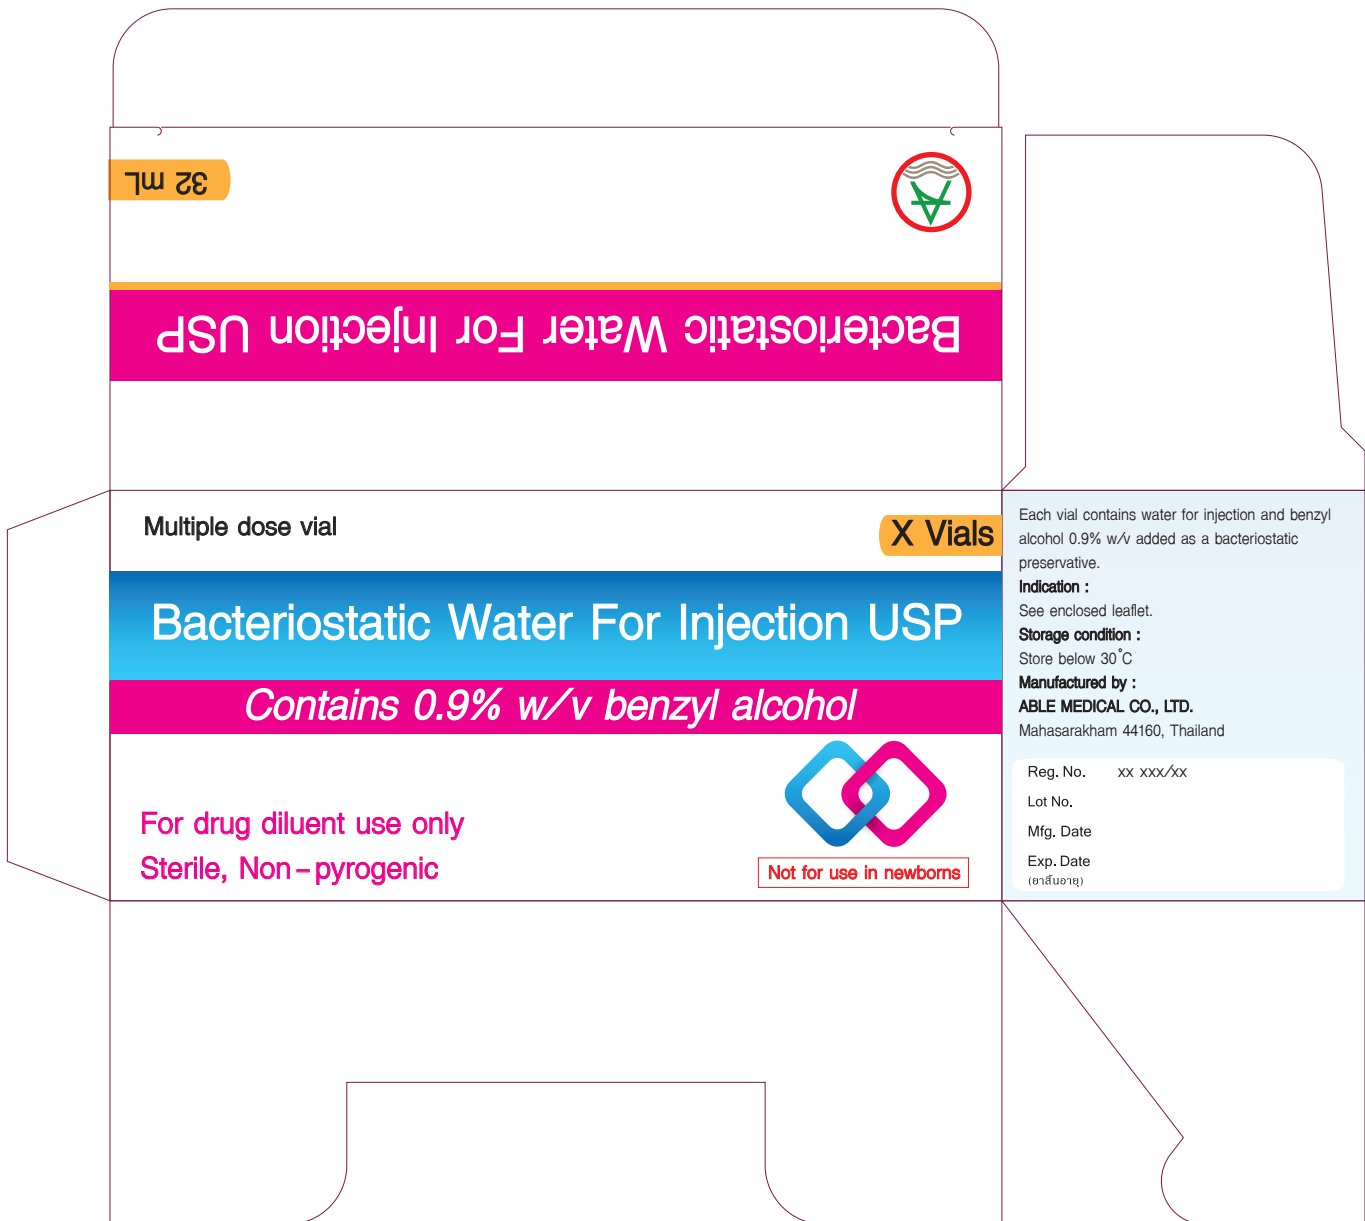 32 mL
Bacteriostatic Water For Injection USP
Multiple dose vial
X Vials
Bacteriostatic Water For Injection USP
Contains 0.9% w/v benzyl alcohol
For drug diluent use only
Sterile, Non-pyrogenic
Not for use in newborns
Each vial contains water for injection and benzyl
alcohol 0.9% w/v added as a bacteriostatic
preservative.
Indication :
See enclosed leaflet.
Storage condition :
Store below 30°C
Manufactured by :
ABLE MEDICAL CO., LTD.
Mahasarakham 44160, Thailand
Reg. No. xx xxx/xx
Lot No.
Mfg. Date
Exp. Date
(ยาสิ้นอายุ)